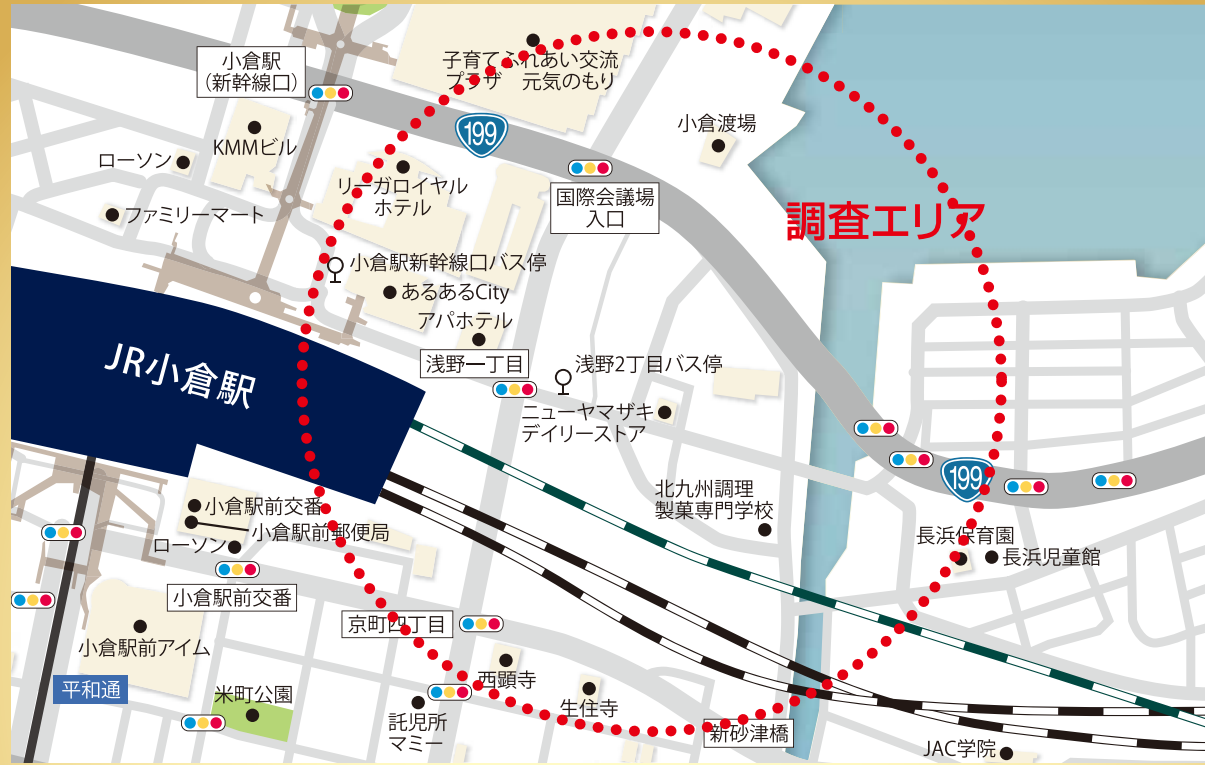 子育てふれあい交流
プラザ 元気のもり
小倉駅
(新幹線口)
199
小倉渡場
KMMビル
ローソン
リーガロイヤル
ホテル
国際会議場
入口
ファミリーマート
調査エリア
小倉駅新幹線口バス停
あるあるCity
アパホテル
JR小倉駅
浅野一丁目
浅野2丁目バス停
ニューヤマザキ
デイリーストア
199
北九州調理
製菓専門学校
小倉駅前交番
小倉駅前郵便局
ローソン
長浜保育園
長浜児童館
小倉駅前交番
京町四丁目
小倉駅前アイム
平和通
米町公園
西顕寺
生住寺
託児所
マミー
新砂津橋
JAC学院